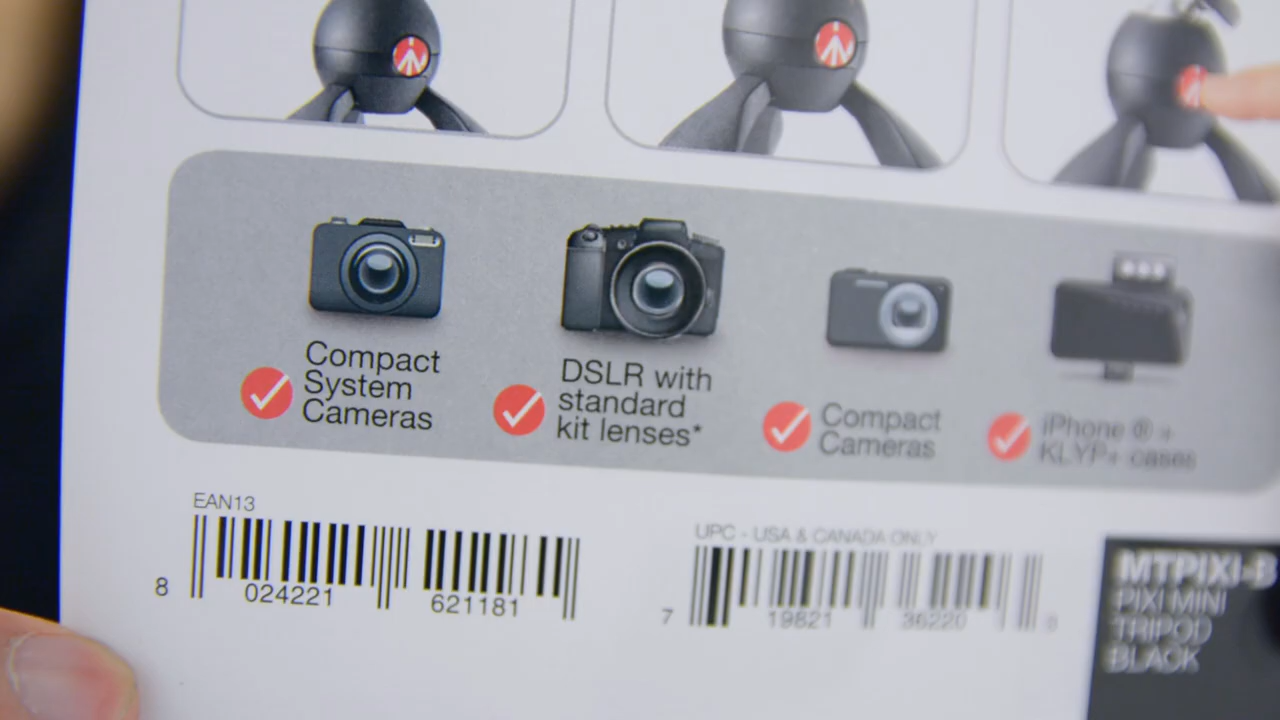 Compact
System
Cameras
DSLR with
standard
kit lenses*
Compact
Cameras
iPhone ® +
KLYP+ cases
EAN13
8 024221 621181
UPC - USA & CANADA ONLY
7 19821 36220
MTPIXI-B
PIXI MINI
TRIPOD
BLACK